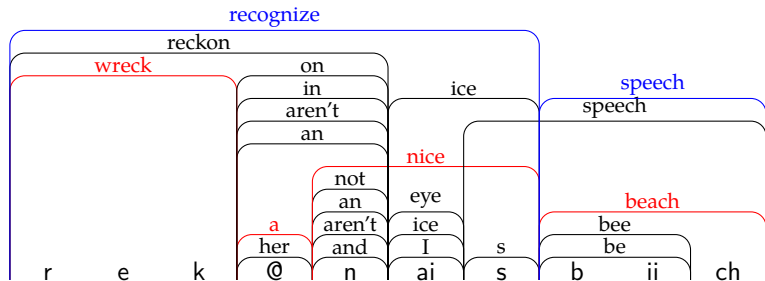 recognize
reckon
wreck on
in ice speech
aren't speech
an
nice
not
an eye beach
a aren't ice bee
her and I s be
r e k @ n ai s b ii ch